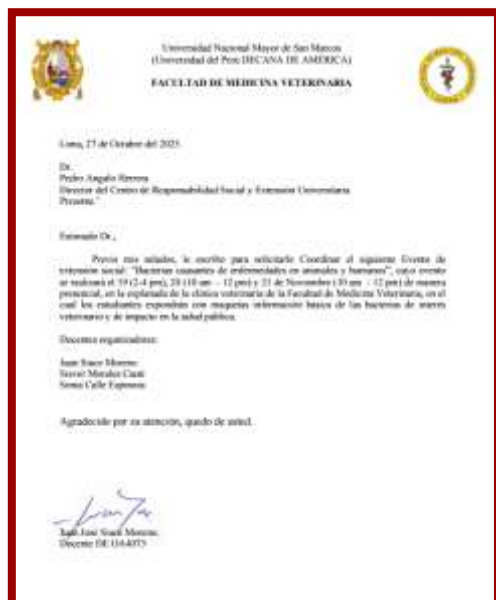 Universidad Nacional Mayor de San Marcos
(Universidad del Perú DECANA DE AMÉRICA)
FACULTAD DE MEDICINA VETERINARIA
Lima, 27 de Octubre del 2025.
Dr.
Pedro Angulo Herrera
Director del Centro de Responsabilidad Social y Extensión Universitaria
Presente.-
Estimado Dr.,
Previos mis saludos, le escribo para solicitarle Coordinar el siguiente Evento de
extensión social: "Bacterias causantes de enfermedades en animales y humanos", cuyo evento
se realizará el 19 (2-4 pm), 20 (10 am - 12 pm) y 21 de Noviembre (10 am - 12 pm) de manera
presencial, en la explanada de la clínica veterinaria de la Facultad de Medicina Veterinaria, en el
cual los estudiantes expondrán con maquetas información básica de las bacterias de interés
veterinario y de impacto en la salud pública.
Docentes organizadores:
Juan Siuce Moreno
Siever Morales Cauti
Sonia Calle Espinoza
Agradecido por su atención, quedo de usted.
Juan José Siuce Moreno
Docente DE